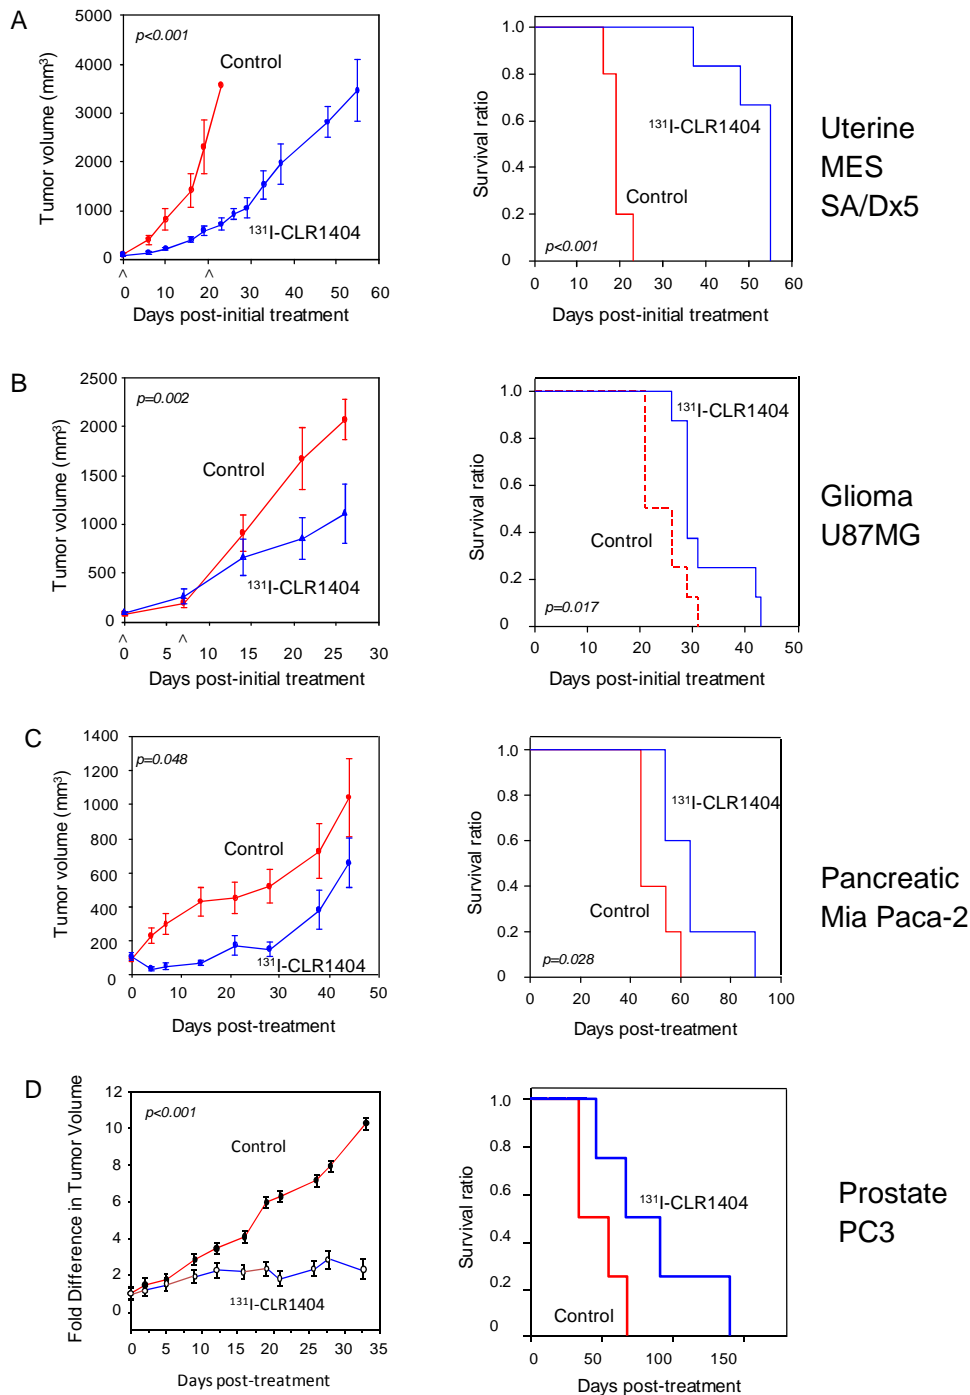 A
p<0.001
Control
¹³¹I-CLR1404
Tumor volume (mm³)
5000
4000
3000
2000
1000
0
^ ^
0 10 20 30 40 50 60
Days post-initial treatment
Survival ratio
1.0
0.8
0.6
0.4
0.2
0
¹³¹I-CLR1404
Control
p<0.001
0 10 20 30 40 50 60
Days post-initial treatment
Uterine
MES
SA/Dx5
B
p=0.002
Control
¹³¹I-CLR1404
Tumor volume (mm³)
2500
2000
1500
1000
500
0
^ ^
0 5 10 15 20 25 30
Days post-initial treatment
Survival ratio
1.0
0.8
0.6
0.4
0.2
0
¹³¹I-CLR1404
Control
p=0.017
0 10 20 30 40 50
Days post-initial treatment
Glioma
U87MG
C
p=0.048
Control
¹³¹I-CLR1404
Tumor volume (mm³)
1400
1200
1000
800
600
400
200
0
0 10 20 30 40 50
Days post-treatment
Survival ratio
1.0
0.8
0.6
0.4
0.2
0
¹³¹I-CLR1404
Control
p=0.028
0 20 40 60 80 100
Days post-treatment
Pancreatic
Mia Paca-2
D
p<0.001
Control
¹³¹I-CLR1404
Fold Difference in Tumor Volume
12
10
8
6
4
2
0
0 5 10 15 20 25 30 35
Days post-treatment
Survival ratio
1.0
0.8
0.6
0.4
0.2
0
¹³¹I-CLR1404
Control
0 50 100 150
Days post-treatment
Prostate
PC3